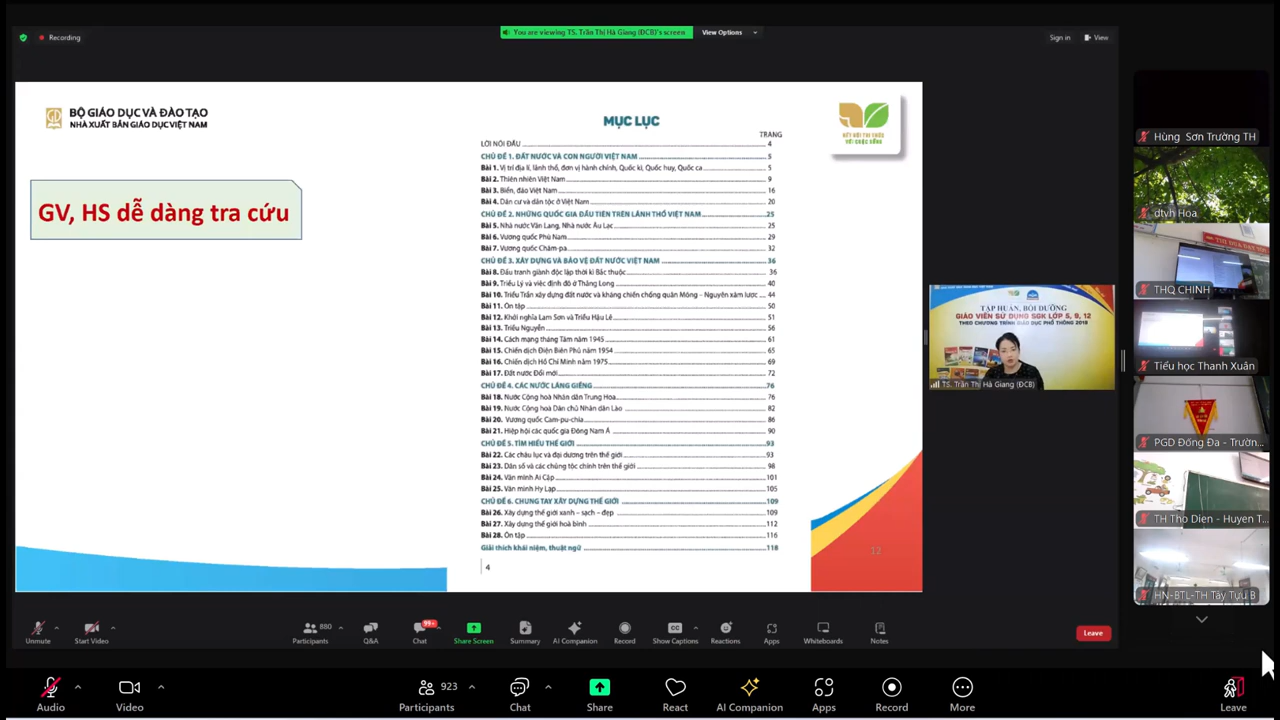 Recording
You are viewing TS. Trần Thị Hà Giang (ĐCB)'s screen
View Options
Sign in
View
BỘ GIÁO DỤC VÀ ĐÀO TẠO
NHÀ XUẤT BẢN GIÁO DỤC VIỆT NAM
GV, HS dễ dàng tra cứu
KẾT NỐI TRI THỨC
VỚI CUỘC SỐNG
MỤC LỤC
TRANG
LỜI NÓI ĐẦU 4
CHỦ ĐỀ 1. ĐẤT NƯỚC VÀ CON NGƯỜI VIỆT NAM 5
Bài 1. Vị trí địa lí, lãnh thổ, đơn vị hành chính, Quốc kì, Quốc huy, Quốc ca 5
Bài 2. Thiên nhiên Việt Nam 9
Bài 3. Biển, đảo Việt Nam 16
Bài 4. Dân cư và dân tộc ở Việt Nam 20
CHỦ ĐỀ 2. NHỮNG QUỐC GIA ĐẦU TIÊN TRÊN LÃNH THỔ VIỆT NAM 25
Bài 5. Nhà nước Văn Lang, Nhà nước Âu Lạc 25
Bài 6. Vương quốc Phù Nam 29
Bài 7. Vương quốc Chăm-pa 32
CHỦ ĐỀ 3. XÂY DỰNG VÀ BẢO VỆ ĐẤT NƯỚC VIỆT NAM 36
Bài 8. Đấu tranh giành độc lập thời kì Bắc thuộc 36
Bài 9. Triều Lý và việc định đô ở Thăng Long 40
Bài 10. Triều Trần xây dựng đất nước và kháng chiến chống quân Mông - Nguyên xâm lược 44
Bài 11. Ôn tập 50
Bài 12. Khởi nghĩa Lam Sơn và Triều Hậu Lê 51
Bài 13. Triều Nguyễn 56
Bài 14. Cách mạng tháng Tám năm 1945 61
Bài 15. Chiến dịch Điện Biên Phủ năm 1954 65
Bài 16. Chiến dịch Hồ Chí Minh năm 1975 69
Bài 17. Đất nước Đổi mới 72
CHỦ ĐỀ 4. CÁC NƯỚC LÁNG GIỀNG 76
Bài 18. Nước Cộng hoà Nhân dân Trung Hoa 76
Bài 19. Nước Cộng hoà Dân chủ Nhân dân Lào 82
Bài 20. Vương quốc Cam-pu-chia 86
Bài 21. Hiệp hội các quốc gia Đông Nam Á 90
CHỦ ĐỀ 5. TÌM HIỂU THẾ GIỚI 93
Bài 22. Các châu lục và đại dương trên thế giới 93
Bài 23. Dân số và các chủng tộc chính trên thế giới 98
Bài 24. Văn minh Ai Cập 101
Bài 25. Văn minh Hy Lạp 105
CHỦ ĐỀ 6. CHUNG TAY XÂY DỰNG THẾ GIỚI 109
Bài 26. Xây dựng thế giới xanh – sạch – đẹp 109
Bài 27. Xây dựng thế giới hoà bình 112
Bài 28. Ôn tập 116
Giải thích khái niệm, thuật ngữ 118
4
12
TẬP HUẤN, BỒI DƯỠNG
GIÁO VIÊN SỬ DỤNG SGK LỚP 5, 9, 12
THEO CHƯƠNG TRÌNH GIÁO DỤC PHỔ THÔNG 2018
TS. Trần Thị Hà Giang (ĐCB)
Hùng Sơn Trường TH
dtvh Hoa
THQ CHINH
Tiểu học Thanh Xuân
PGD Đống Đa - Trườn...
TH Thọ Diên - Huyen T...
HN-BTL-TH Tây Tựu B
Unmute
Start Video
Participants 880
Q&A
Chat 99+
Share Screen
Summary
AI Companion
Record
Show Captions
Reactions
Apps
Whiteboards
Notes
Leave
Audio
Video
Participants 923
Chat
Share
React
AI Companion
Apps
Record
More
Leave